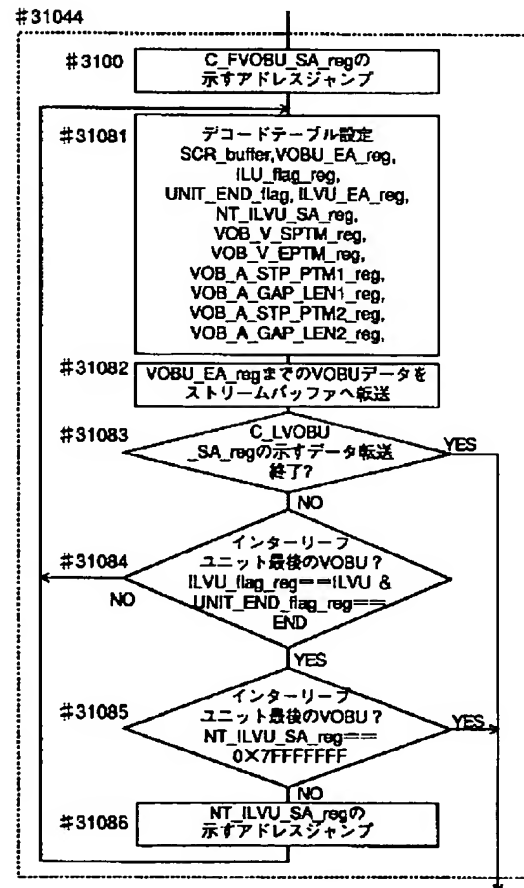 #31044
#3100
C_FVOBU_SA_regの
示すアドレスジャンプ
#31081
デコードテーブル設定
SCR_buffer,VOBU_EA_reg,
ILU_flag_reg,
UNIT_END_flag, ILVU_EA_reg,
NT_ILVU_SA_reg,
VOB_V_SPTM_reg,
VOB_V_EPTM_reg,
VOB_A_STP_PTM1_reg,
VOB_A_GAP_LEN1_reg,
VOB_A_STP_PTM2_reg,
VOB_A_GAP_LEN2_reg,
#31082
VOBU_EA_regまでのVOBUデータを
ストリームバッファへ転送
#31083
C_LVOBU
_SA_regの示すデータ転送
終了?
YES
NO
#31084
インターリーブ
ユニット最後のVOBU?
ILVU_flag_reg==ILVU &
UNIT_END_flag_reg==
END
NO
YES
#31085
インターリーブ
ユニット最後のVOBU?
NT_ILVU_SA_reg==
0×7FFFFFFF
YES
NO
#31086
NT_ILVU_SA_regの
示すアドレスジャンプ